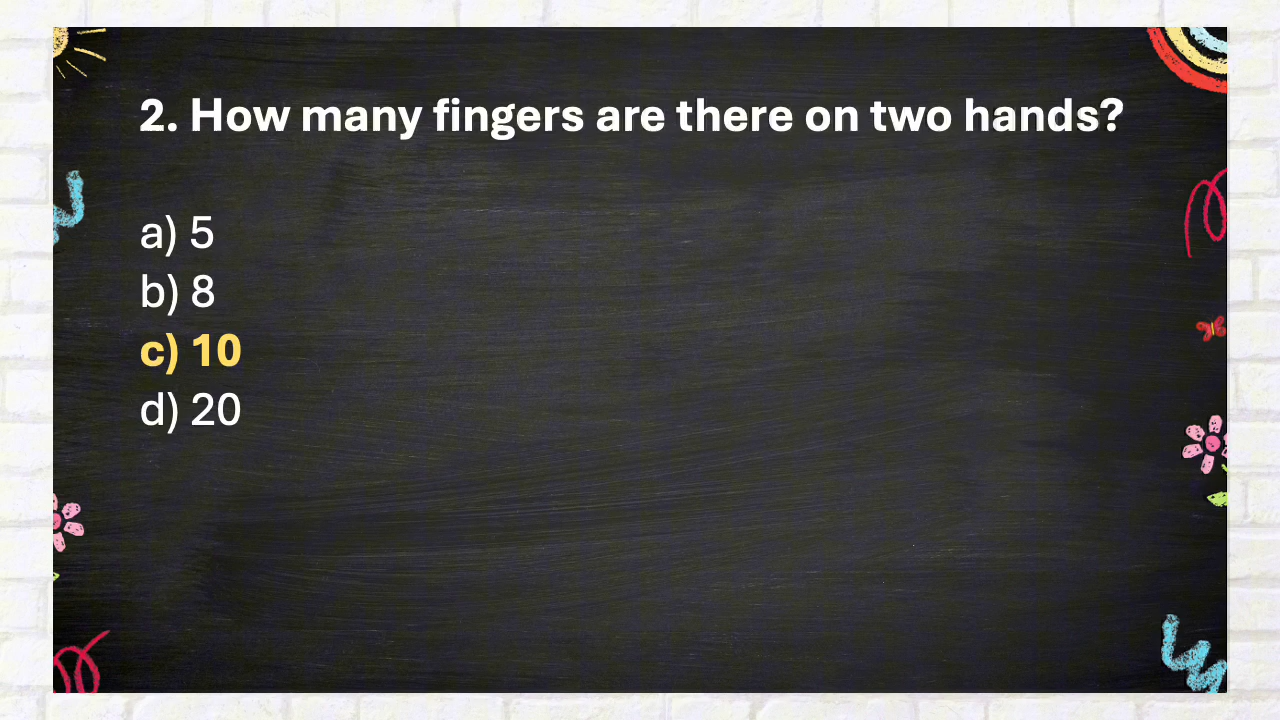 2. How many fingers are there on two hands?
a) 5
b) 8
c) 10
d) 20